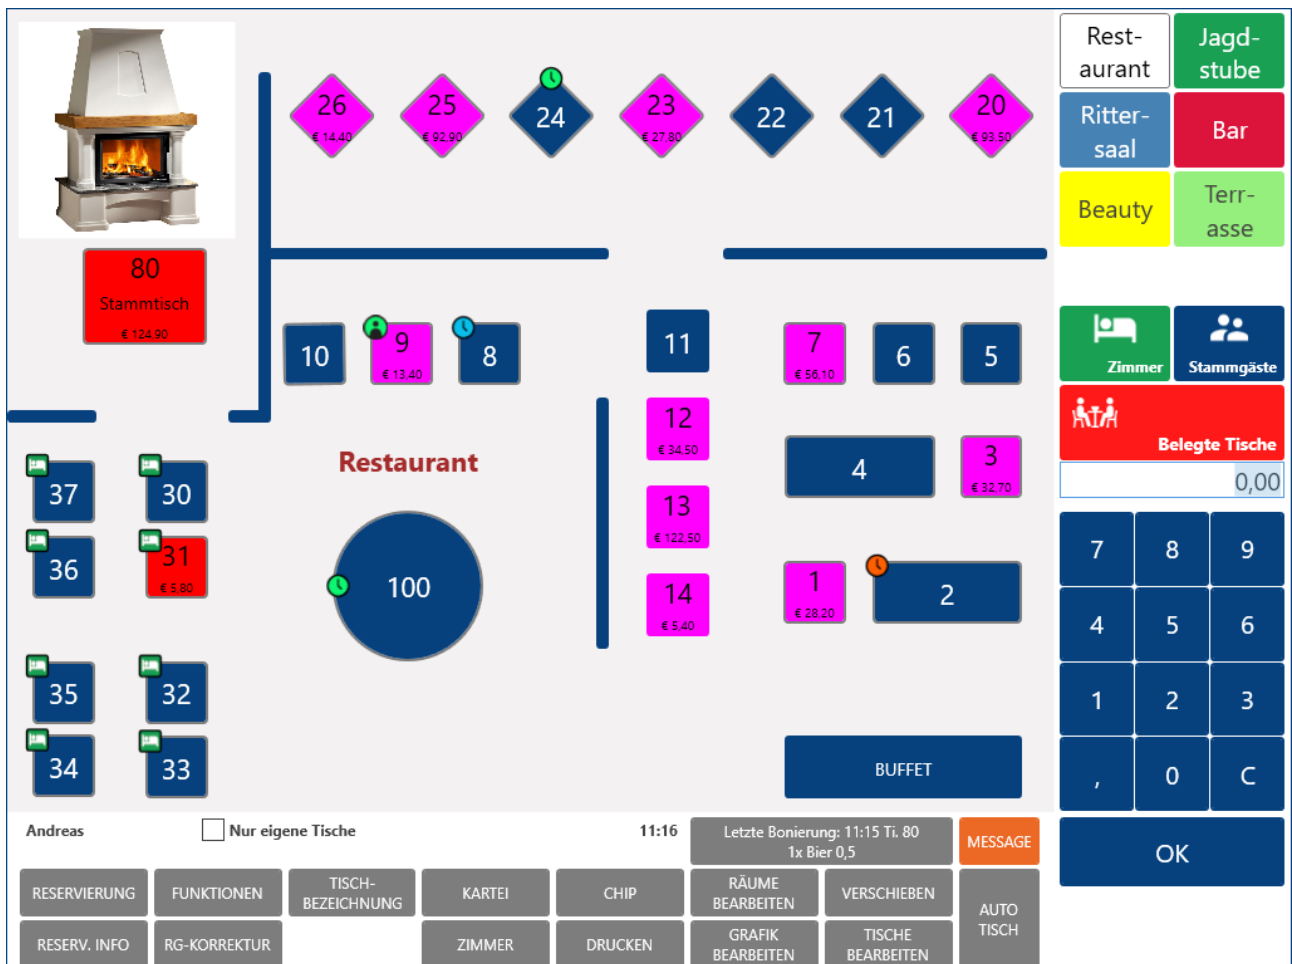 Rest-
aurant
Jagd-
stube
26
€ 14,40
25
€ 92,90
24
23
€ 27,80
22
21
20
€ 93,50
Ritter-
saal
Bar
Beauty
Terr-
asse
80
Stammtisch
€ 124,90
10
9
€ 13,40
8
11
7
€ 56,10
6
5
Zimmer
Stammgäste
12
€ 34,50
Belegte Tische
0,00
Restaurant
4
3
€ 32,70
37
30
13
€ 122,50
36
31
€ 5,80
100
14
€ 5,40
1
€ 28,20
2
35
32
34
33
BUFFET
7
8
9
4
5
6
1
2
3
,
0
C
OK
Andreas
Nur eigene Tische
11:16
Letzte Bonierung: 11:15 Ti. 80
1x Bier 0,5
MESSAGE
RESERVIERUNG
FUNKTIONEN
TISCH-
BEZEICHNUNG
KARTEI
CHIP
RÄUME
BEARBEITEN
VERSCHIEBEN
AUTO
TISCH
RESERV. INFO
RG-KORREKTUR
ZIMMER
DRUCKEN
GRAFIK
BEARBEITEN
TISCHE
BEARBEITEN